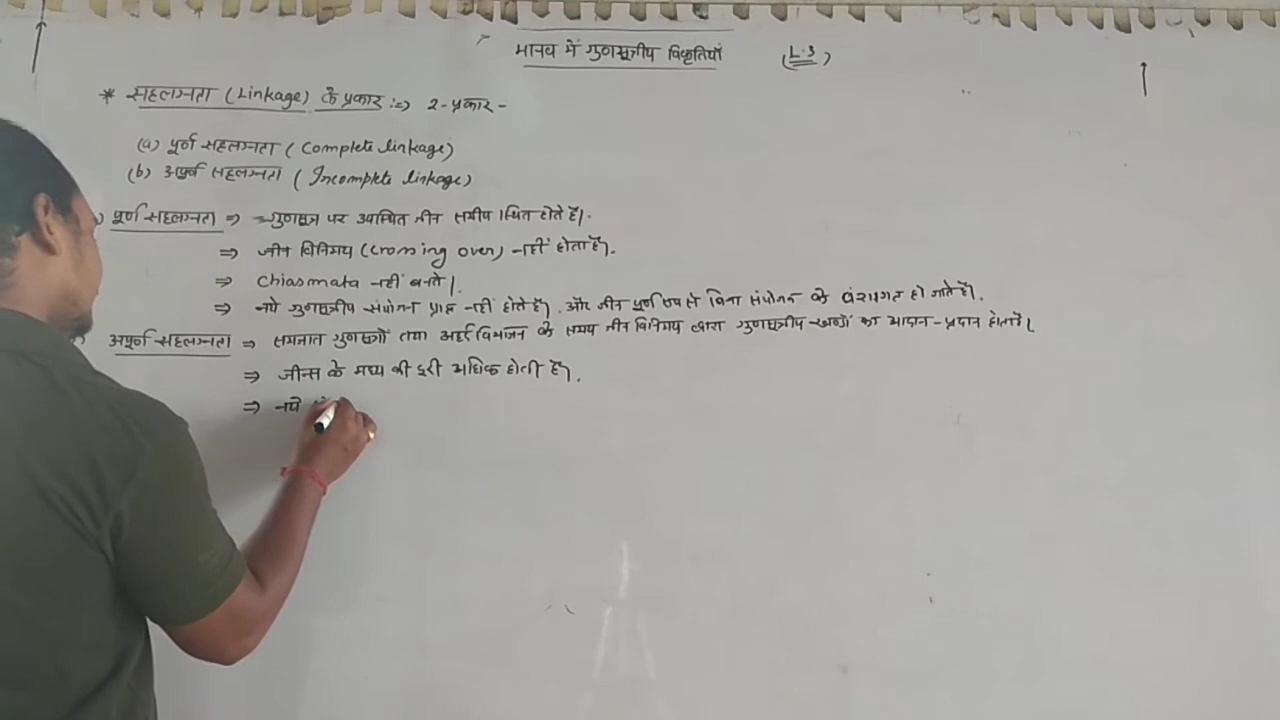 मानव में गुणसूत्रीय विकृतियाँ (L.3)
* सहलग्नता (Linkage) के प्रकार :=> 2-प्रकार -
(a) पूर्ण सहलग्नता ( Complete linkage)
(b) अपूर्ण सहलग्नता ( Incomplete linkage)
) पूर्ण सहलग्नता => गुणसूत्र पर उपस्थित जीन समीप स्थित होते हैं।
=> जीन विनिमय (Crossing over) नहीं होता है।
=> Chiasmata नहीं बनते।
=> नये गुणसूत्रीय संयोजन प्राप्त नहीं होते हैं। और जीन पूर्ण रूप से बिना संयोजन के वंशागत हो जाते हैं।
) अपूर्ण सहलग्नता => समजात गुणसूत्रों तथा अर्द्धविभाजन के समय जीन विनिमय द्वारा गुणसूत्रीय खण्डों का आदान-प्रदान होता है।
=> जीन्स के मध्य की दूरी अधिक होती है।
=> नये